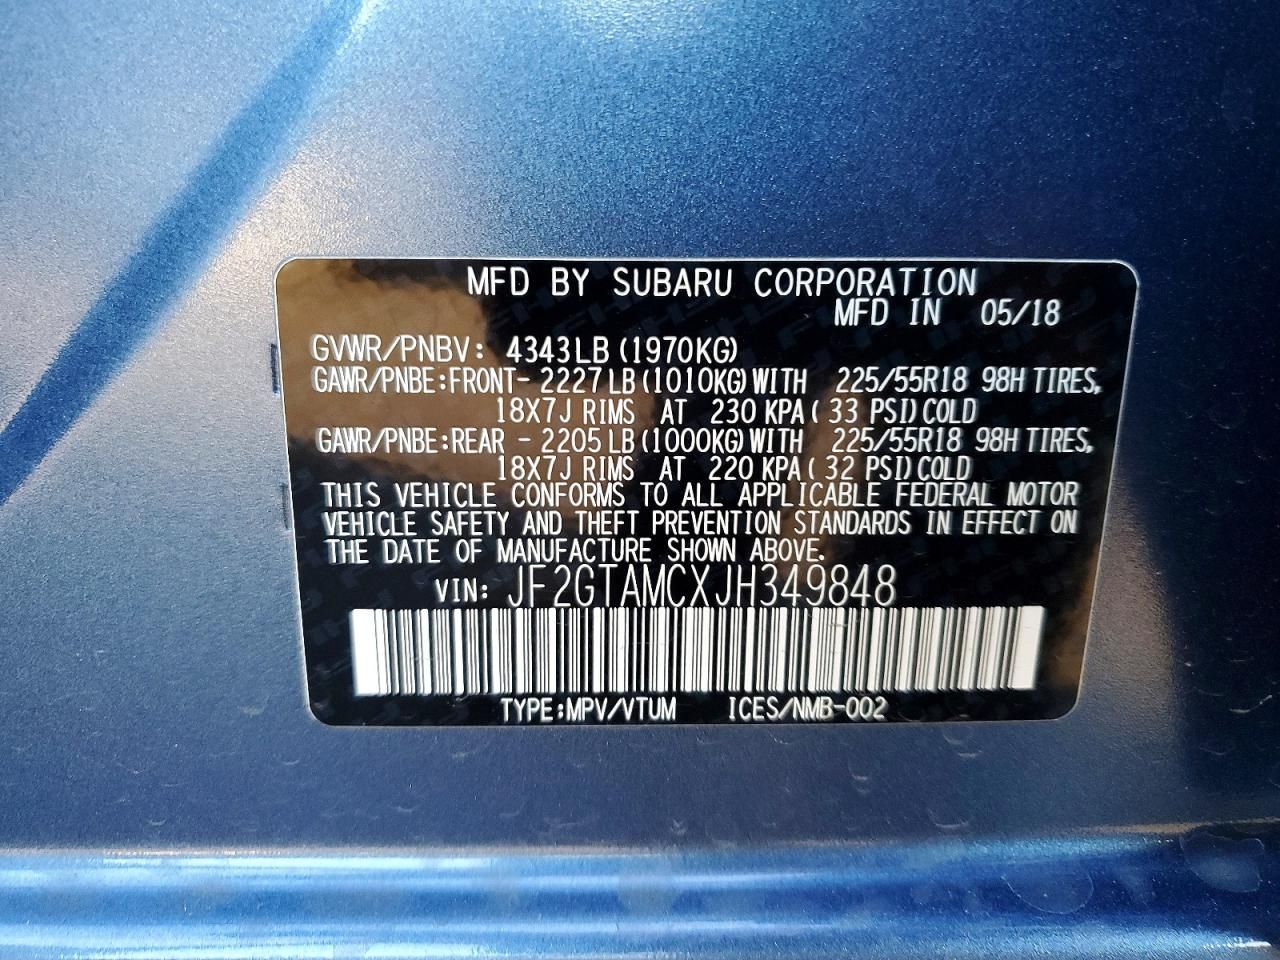 MFD BY SUBARU CORPORATION
MFD IN 05/18
GVWR/PNBV: 4343LB (1970KG)
GAWR/PNBE:FRONT- 2227LB (1010KG) WITH 225/55R18 98H TIRES,
18X7J RIMS AT 230 KPA ( 33 PSI) COLD
GAWR/PNBE:REAR - 2205LB (1000KG) WITH 225/55R18 98H TIRES,
18X7J RIMS AT 220 KPA ( 32 PSI) COLD
THIS VEHICLE CONFORMS TO ALL APPLICABLE FEDERAL MOTOR
VEHICLE SAFETY AND THEFT PREVENTION STANDARDS IN EFFECT ON
THE DATE OF MANUFACTURE SHOWN ABOVE.
VIN: JF2GTAMCXJH349848
TYPE:MPV/VTUM ICES/NMB-002